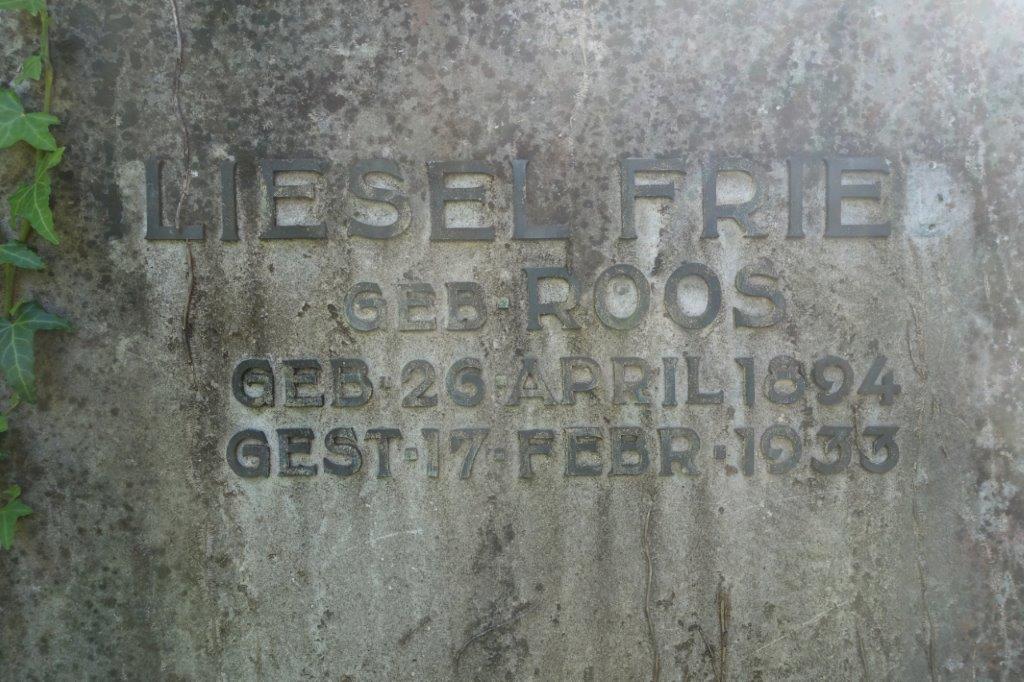 LIESEL FRIE
GEB·ROOS
GEB·26·APRIL·1894
GEST·17·FEBR·1933